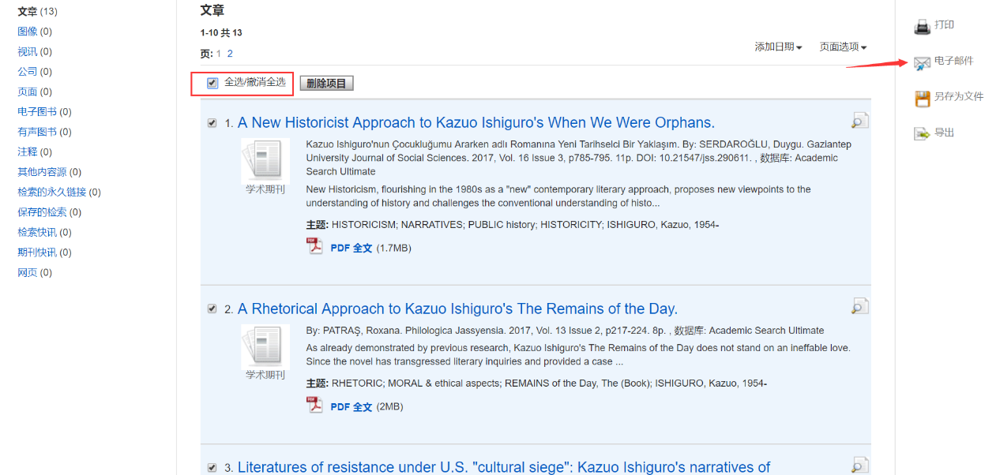 文章 (13)
图像 (0)
视讯 (0)
公司 (0)
页面 (0)
电子图书 (0)
有声图书 (0)
注释 (0)
其他内容源 (0)
检索的永久链接 (0)
保存的检索 (0)
检索快讯 (0)
期刊快讯 (0)
网页 (0)
文章
1-10 共 13
页: 1 2
添加日期 页面选项
全选/撤消全选 删除项目
1. A New Historicist Approach to Kazuo Ishiguro's When We Were Orphans.
学术期刊
Kazuo Ishiguro'nun Çocukluğumu Ararken adlı Romanına Yeni Tarihselci Bir Yaklaşım. By: SERDAROĞLU, Duygu. Gaziantep
University Journal of Social Sciences. 2017, Vol. 16 Issue 3, p785-795. 11p. DOI: 10.21547/jss.290611. , 数据库: Academic
Search Ultimate
New Historicism, flourishing in the 1980s as a "new" contemporary literary approach, proposes new viewpoints to the
understanding of history and challenges the conventional understanding of histo...
主题: HISTORICISM; NARRATIVES; PUBLIC history; HISTORICITY; ISHIGURO, Kazuo, 1954-
PDF 全文 (1.7MB)
2. A Rhetorical Approach to Kazuo Ishiguro's The Remains of the Day.
学术期刊
By: PATRAŞ, Roxana. Philologica Jassyensia. 2017, Vol. 13 Issue 2, p217-224. 8p. , 数据库: Academic Search Ultimate
As already demonstrated by previous research, Kazuo Ishiguro's The Remains of the Day does not stand on an ineffable love.
Since the novel has transgressed literary inquiries and provided a case ...
主题: RHETORIC; MORAL & ethical aspects; REMAINS of the Day, The (Book); ISHIGURO, Kazuo, 1954-
PDF 全文 (2MB)
3. Literatures of resistance under U.S. "cultural siege": Kazuo Ishiguro's narratives of
打印
电子邮件
另存为文件
导出